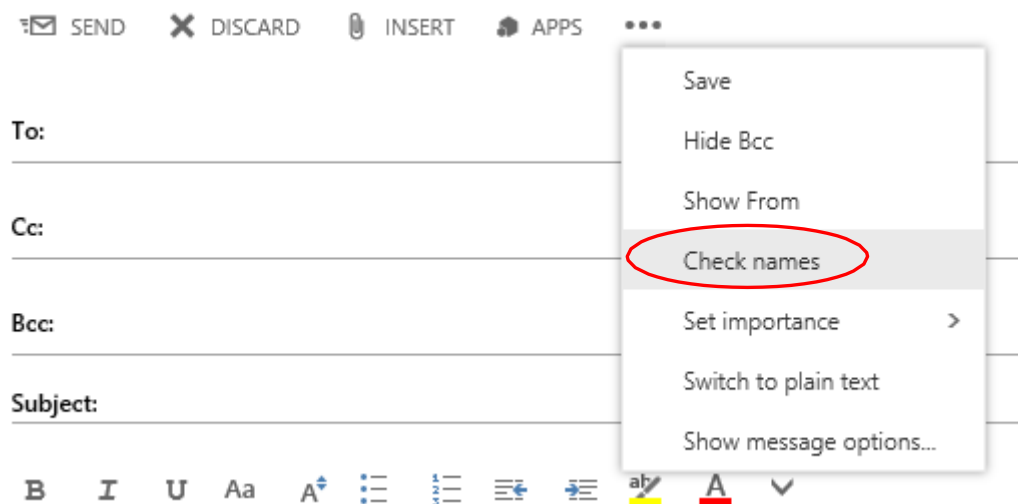 SEND DISCARD INSERT APPS •••
Save
To:
Hide Bcc
Show From
Cc:
Check names
Bcc:
Set importance >
Switch to plain text
Subject:
Show message options...
B I U Aa A ab A